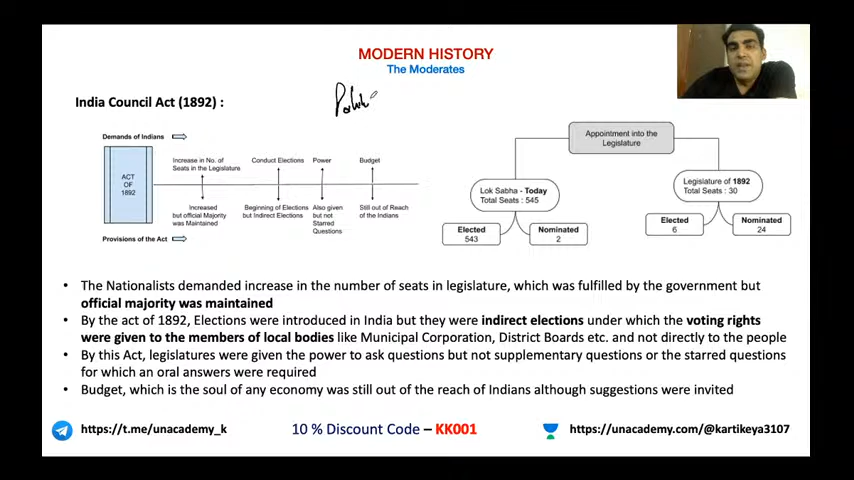 MODERN HISTORY
The Moderates
India Council Act (1892) :
Demands of Indians
ACT
OF
1892
Increase in No. of
Seats in the Legislature
Conduct Elections
Power
Budget
Increased
but official Majority
was Maintained
Beginning of Elections
but Indirect Elections
Also given
but not
Starred
Questions
Still out of Reach
of the Indians
Provisions of the Act
Appointment into the
Legislature
Lok Sabha - Today
Total Seats : 545
Elected
543
Nominated
2
Legislature of 1892
Total Seats : 30
Elected
6
Nominated
24
• The Nationalists demanded increase in the number of seats in legislature, which was fulfilled by the government but
official majority was maintained
• By the act of 1892, Elections were introduced in India but they were indirect elections under which the voting rights
were given to the members of local bodies like Municipal Corporation, District Boards etc. and not directly to the people
• By this Act, legislatures were given the power to ask questions but not supplementary questions or the starred questions
for which an oral answers were required
• Budget, which is the soul of any economy was still out of the reach of Indians although suggestions were invited
https://t.me/unacademy_k
10 % Discount Code – KK001
https://unacademy.com/@kartikeya3107